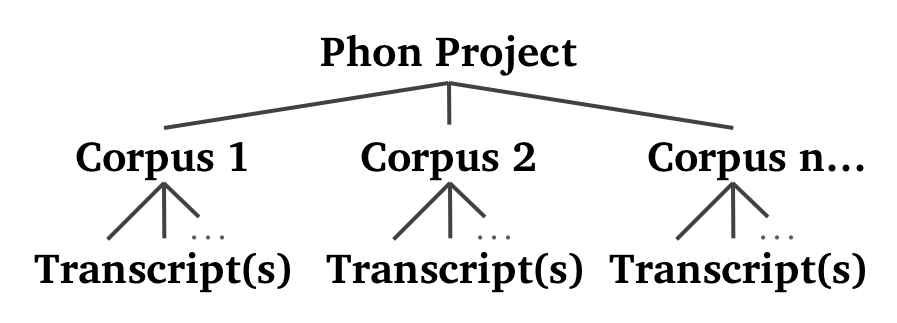 Phon Project
Corpus 1 Corpus 2 Corpus n...
... ... ...
Transcript(s) Transcript(s) Transcript(s)